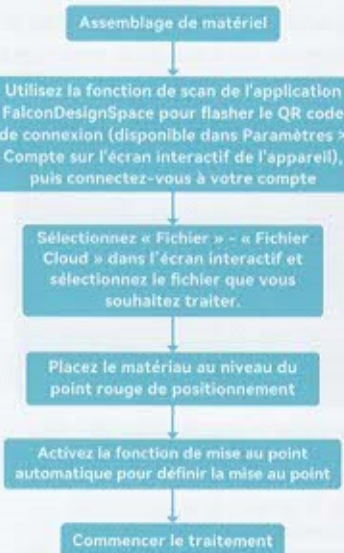 Assemblage de matériel
Utilisez la fonction de scan de l'application
FalconDesignSpace pour flasher le QR code
de connexion (disponible dans Paramètres >
Compte sur l'écran interactif de l'appareil),
puis connectez-vous à votre compte
Sélectionnez « Fichier » - « Fichier
Cloud » dans l'écran interactif et
sélectionnez le fichier que vous
souhaitez traiter.
Placez le matériau au niveau du
point rouge de positionnement
Activez la fonction de mise au point
automatique pour définir la mise au point
Commencer le traitement